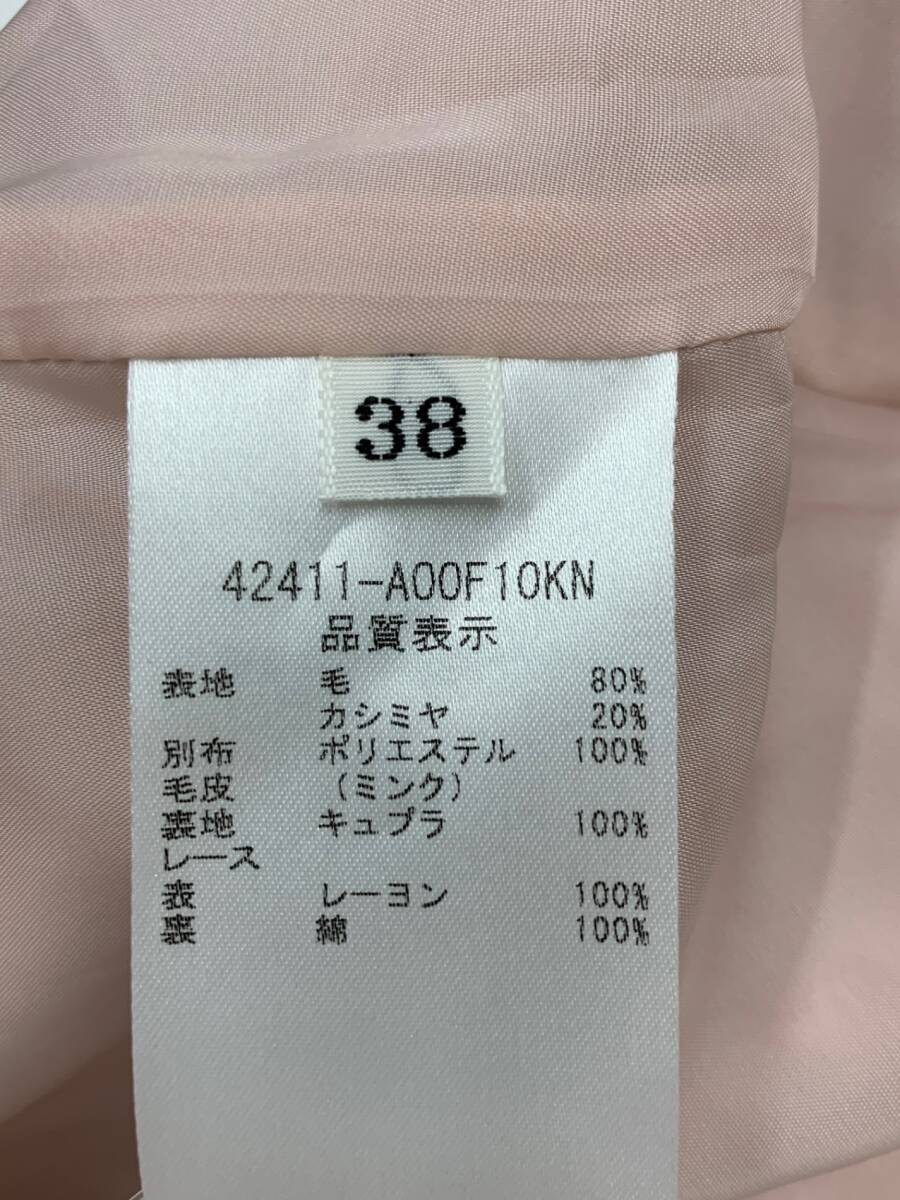 38
42411-A00F10KN
品質表示
表地 毛 80%
カシミヤ 20%
別布 ポリエステル 100%
毛皮 (ミンク)
裏地 キュプラ 100%
レース
表 レーヨン 100%
裏 綿 100%